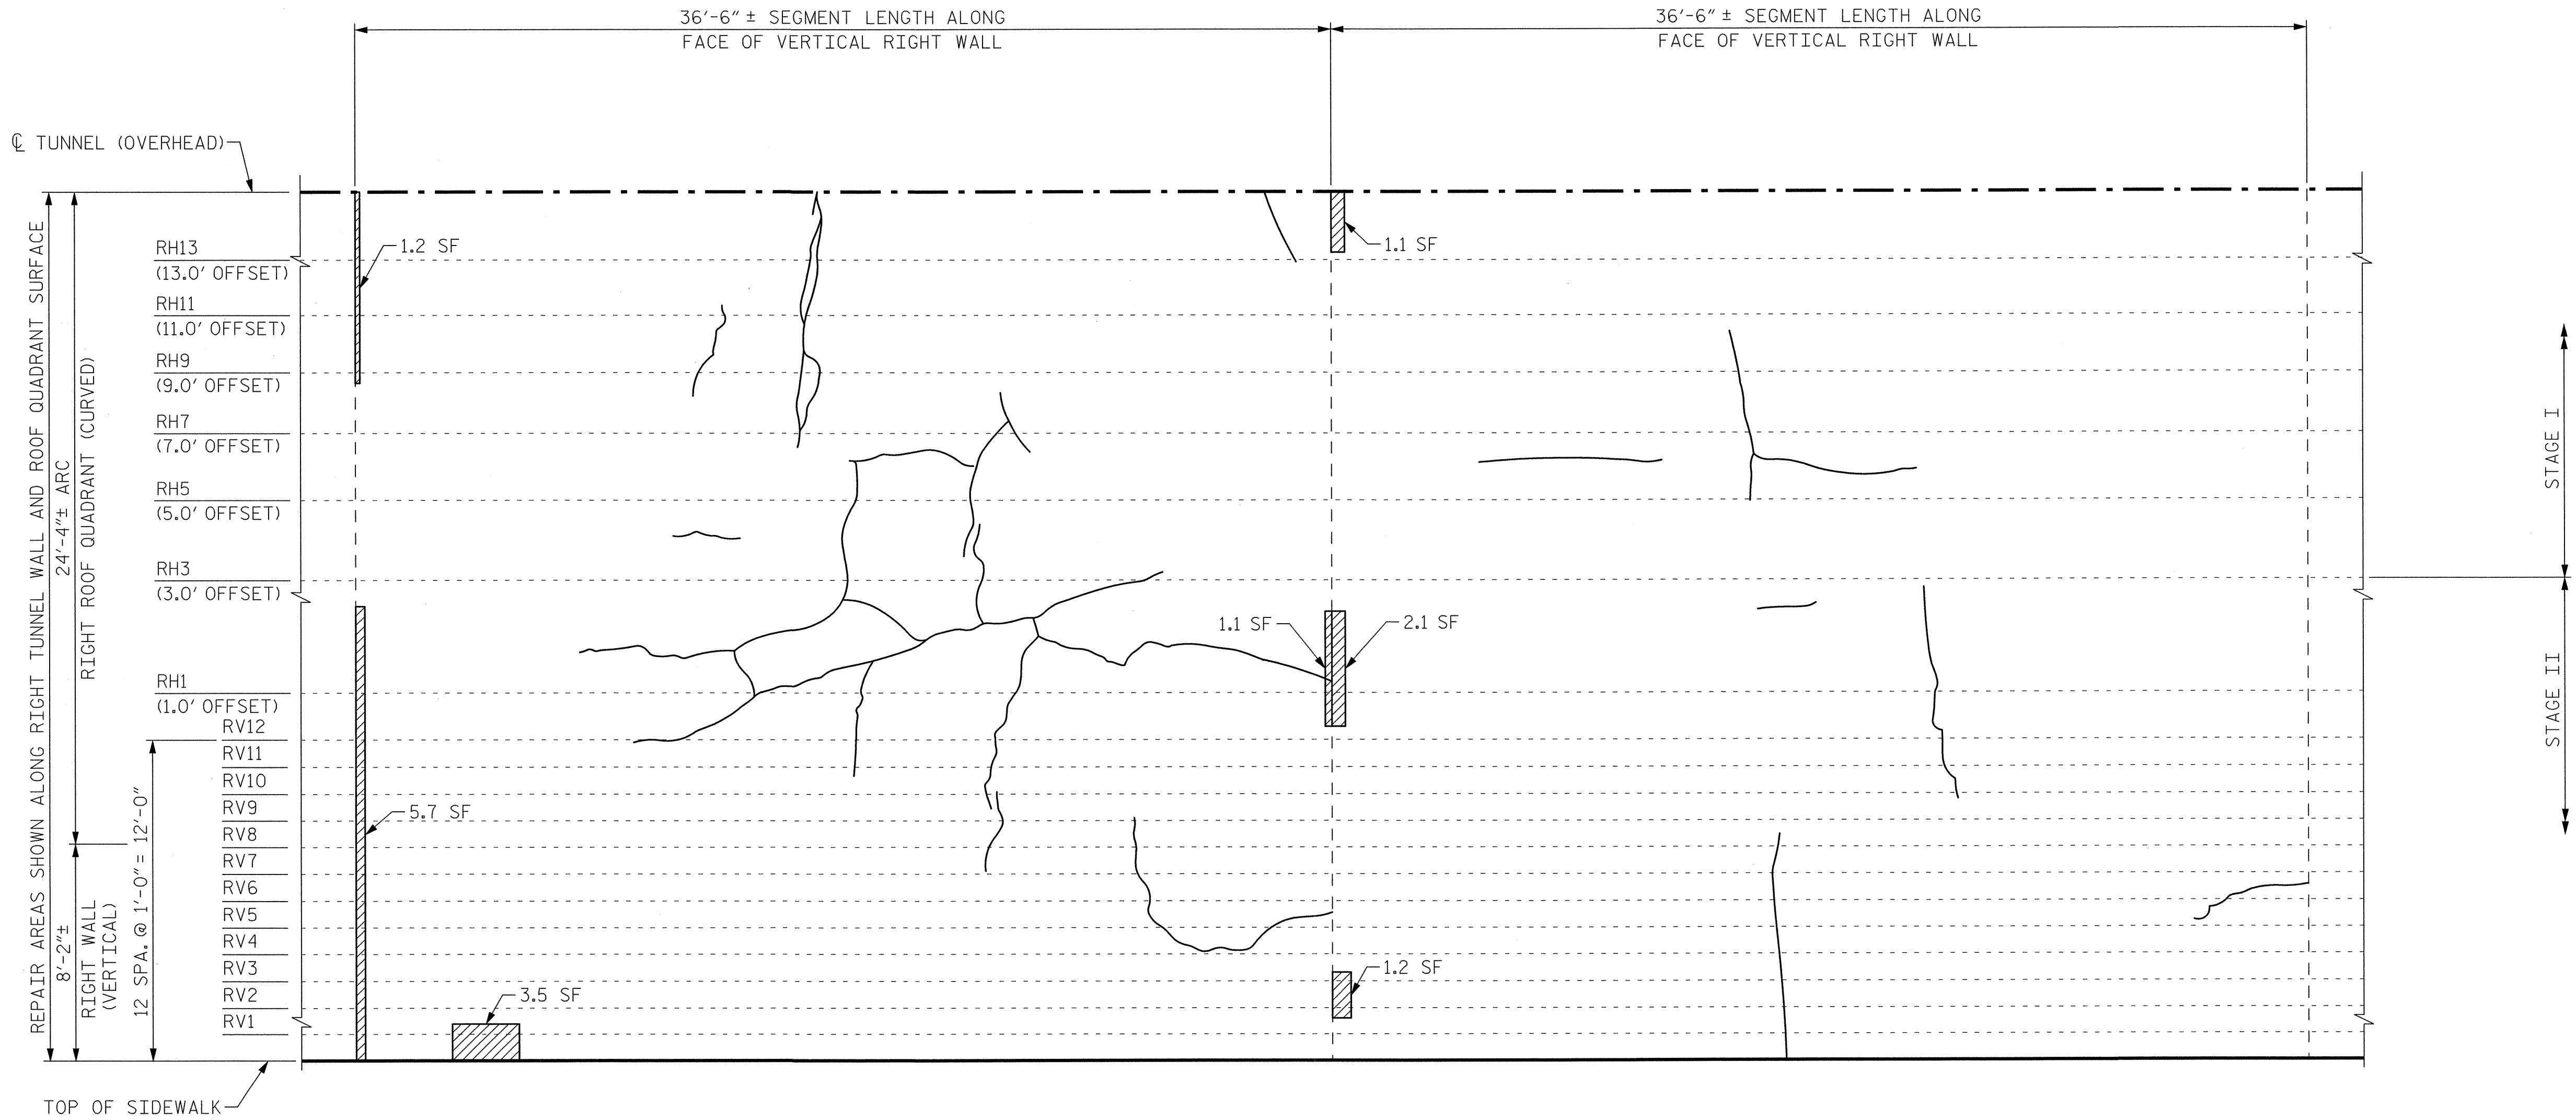 36'-6" ± SEGMENT LENGTH ALONG
FACE OF VERTICAL RIGHT WALL
36'-6" ± SEGMENT LENGTH ALONG
FACE OF VERTICAL RIGHT WALL
℄ TUNNEL (OVERHEAD)
REPAIR AREAS SHOWN ALONG RIGHT TUNNEL WALL AND ROOF QUADRANT SURFACE
24'-4"± ARC
RIGHT ROOF QUADRANT (CURVED)
8'-2"±
RIGHT WALL
(VERTICAL)
12 SPA. @ 1'-0" = 12'-0"
RH13
(13.0' OFFSET)
RH11
(11.0' OFFSET)
RH9
(9.0' OFFSET)
RH7
(7.0' OFFSET)
RH5
(5.0' OFFSET)
RH3
(3.0' OFFSET)
RH1
(1.0' OFFSET)
RV12
RV11
RV10
RV9
RV8
RV7
RV6
RV5
RV4
RV3
RV2
RV1
1.2 SF
1.1 SF
1.1 SF
2.1 SF
5.7 SF
1.2 SF
3.5 SF
STAGE I
STAGE II
TOP OF SIDEWALK